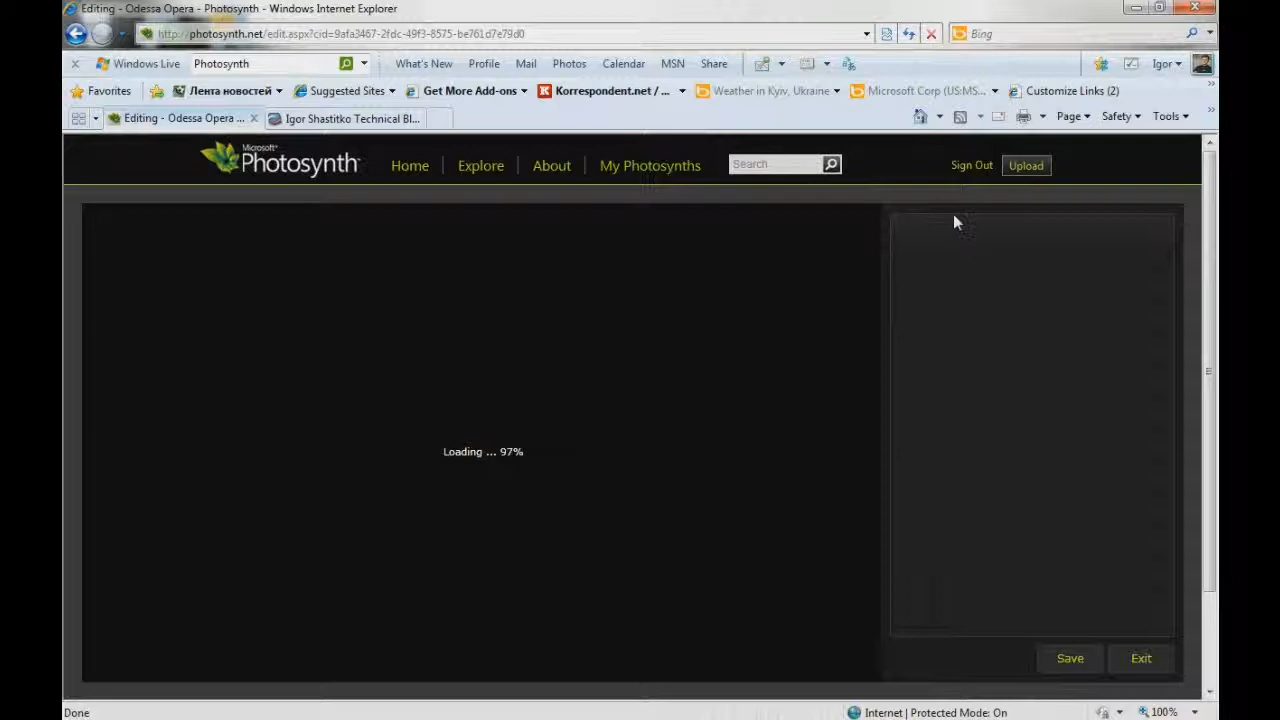 Editing - Odessa Opera - Photosynth - Windows Internet Explorer
http://photosynth.net/edit.aspx?cid=9afa3467-2fdc-49f3-8575-be761d7e79d0
Bing
Windows Live Photosynth What's New Profile Mail Photos Calendar MSN Share Igor
Favorites Лента новостей Suggested Sites Get More Add-ons Korrespondent.net / ... Weather in Kyiv, Ukraine Microsoft Corp (US:MS... Customize Links (2)
Editing - Odessa Opera ... Igor Shastitko Technical Bl... Page Safety Tools
Microsoft
Photosynth Home Explore About My Photosynths Search Sign Out Upload
Loading ... 97%
Save Exit
Done Internet | Protected Mode: On 100%